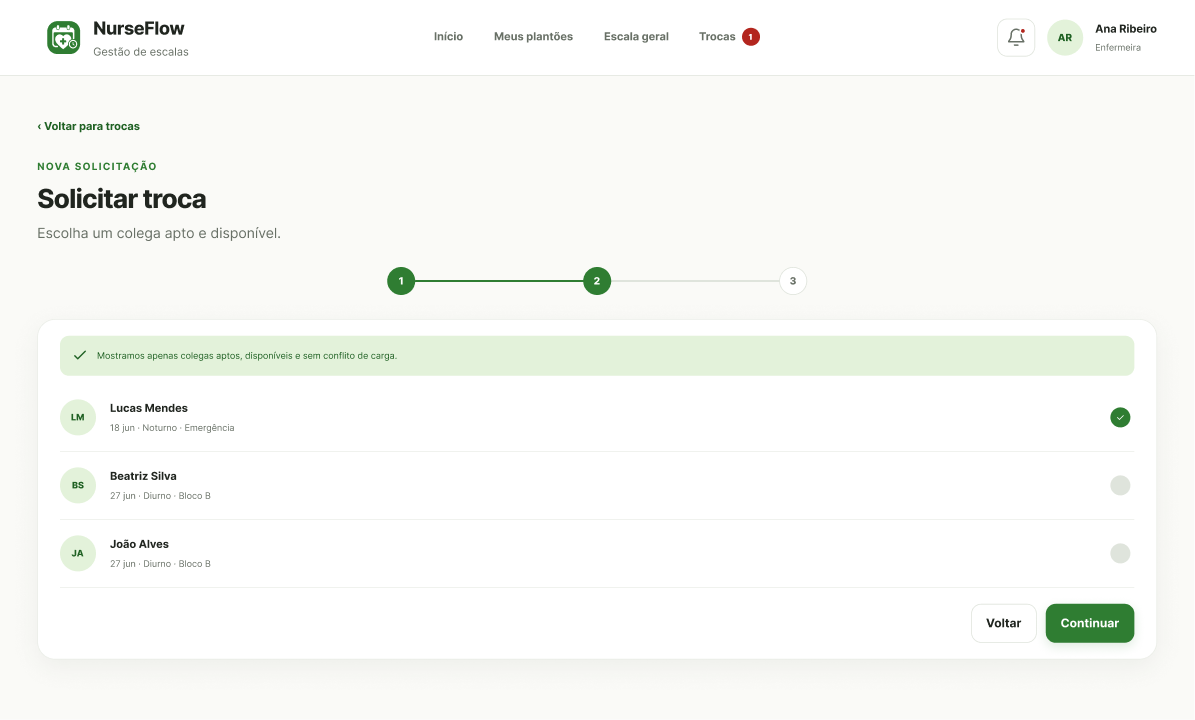 NurseFlow
Gestão de escalas
Início
Meus plantões
Escala geral
Trocas 1
AR
Ana Ribeiro
Enfermeira
‹ Voltar para trocas
NOVA SOLICITAÇÃO
Solicitar troca
Escolha um colega apto e disponível.
1
2
3
Mostramos apenas colegas aptos, disponíveis e sem conflito de carga.
LM
Lucas Mendes
18 jun · Noturno · Emergência
BS
Beatriz Silva
27 jun · Diurno · Bloco B
JA
João Alves
27 jun · Diurno · Bloco B
Voltar
Continuar